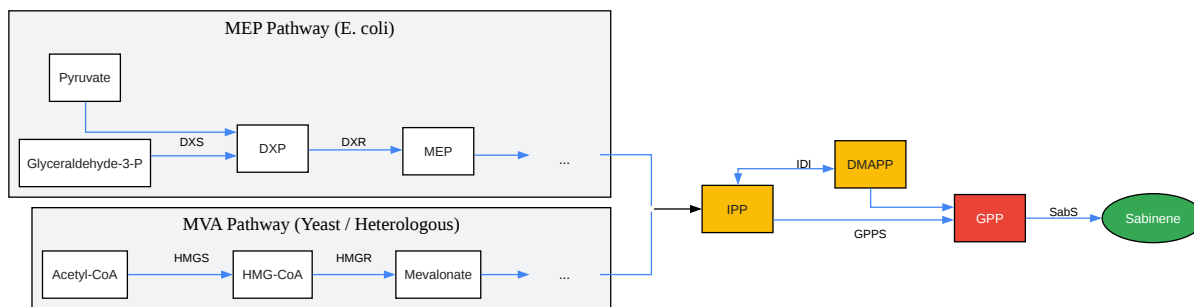 MEP Pathway (E. coli)
Pyruvate
Glyceraldehyde-3-P
DXS
DXP
DXR
MEP
...
MVA Pathway (Yeast / Heterologous)
Acetyl-CoA
HMGS
HMG-CoA
HMGR
Mevalonate
...
IPP
IDI
DMAPP
GPPS
GPP
SabS
Sabinene